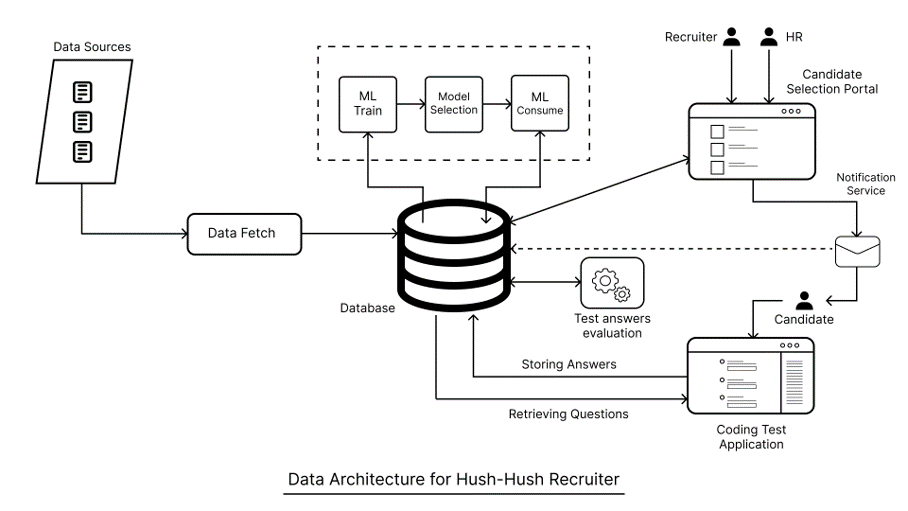 Data Sources
Recruiter
HR
Candidate
Selection Portal
ML
Train
Model
Selection
ML
Consume
Notification
Service
Data Fetch
Database
Test answers
evaluation
Candidate
Storing Answers
Retrieving Questions
Coding Test
Application
Data Architecture for Hush-Hush Recruiter